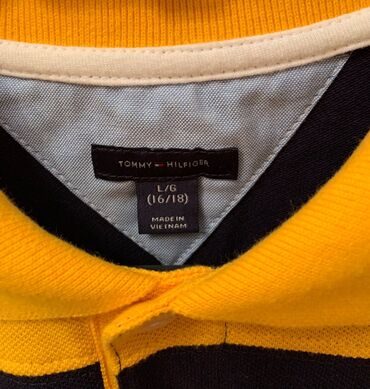 TOMMY HILFIGER
L/G
(16/18)
MADE IN
VIETNAM